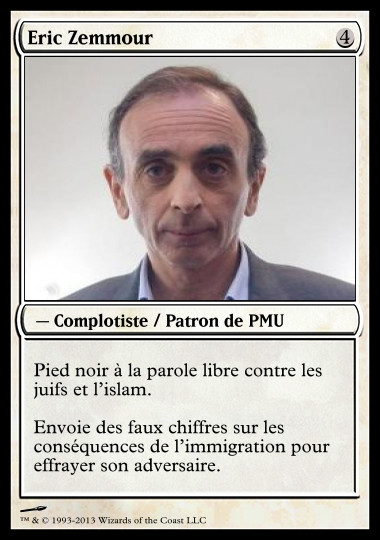 Eric Zemmour 4
— Complotiste / Patron de PMU
Pied noir à la parole libre contre les
juifs et l'islam.
Envoie des faux chiffres sur les
conséquences de l'immigration pour
effrayer son adversaire.
™ & © 1993-2013 Wizards of the Coast LLC